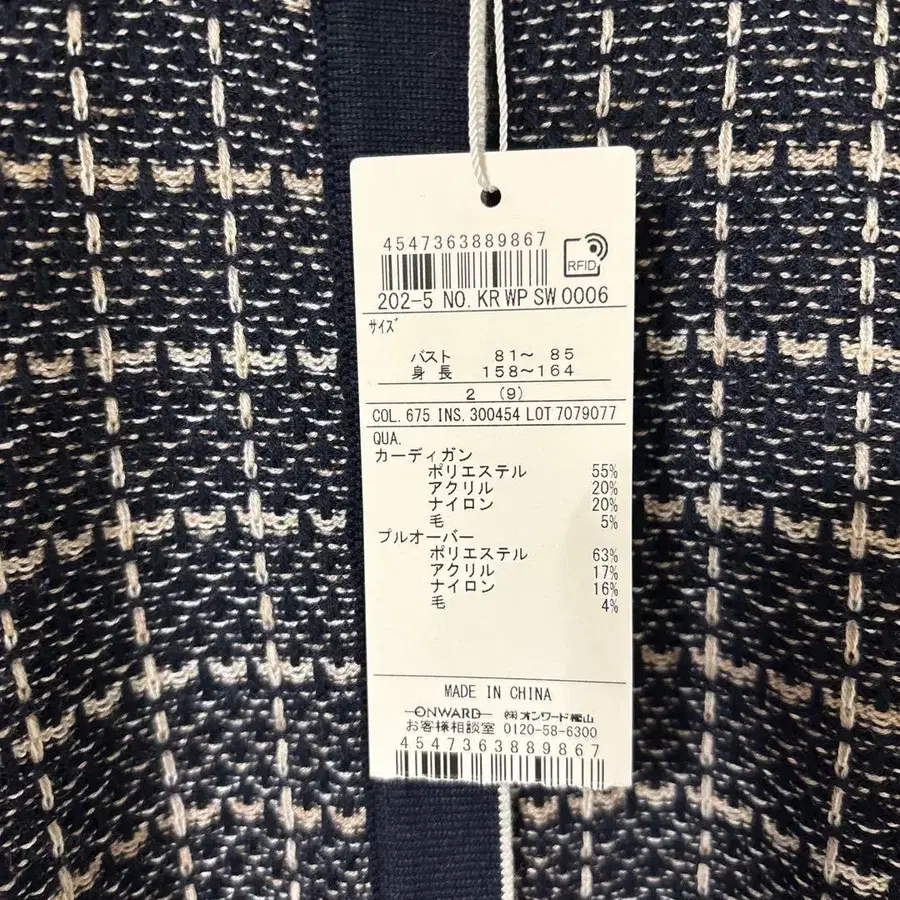 4547363889867
RFID
202-5 NO. KR WP SW 0006
サイズ
バスト 81～ 85
身長 158～164
2 (9)
COL. 675 INS. 300454 LOT 7079077
QUA.
カーディガン
ポリエステル 55%
アクリル 20%
ナイロン 20%
毛 5%
プルオーバー
ポリエステル 63%
アクリル 17%
ナイロン 16%
毛 4%
MADE IN CHINA
ONWARD ㈱オンワード樫山
お客様相談室 0120-58-6300
4547363889867